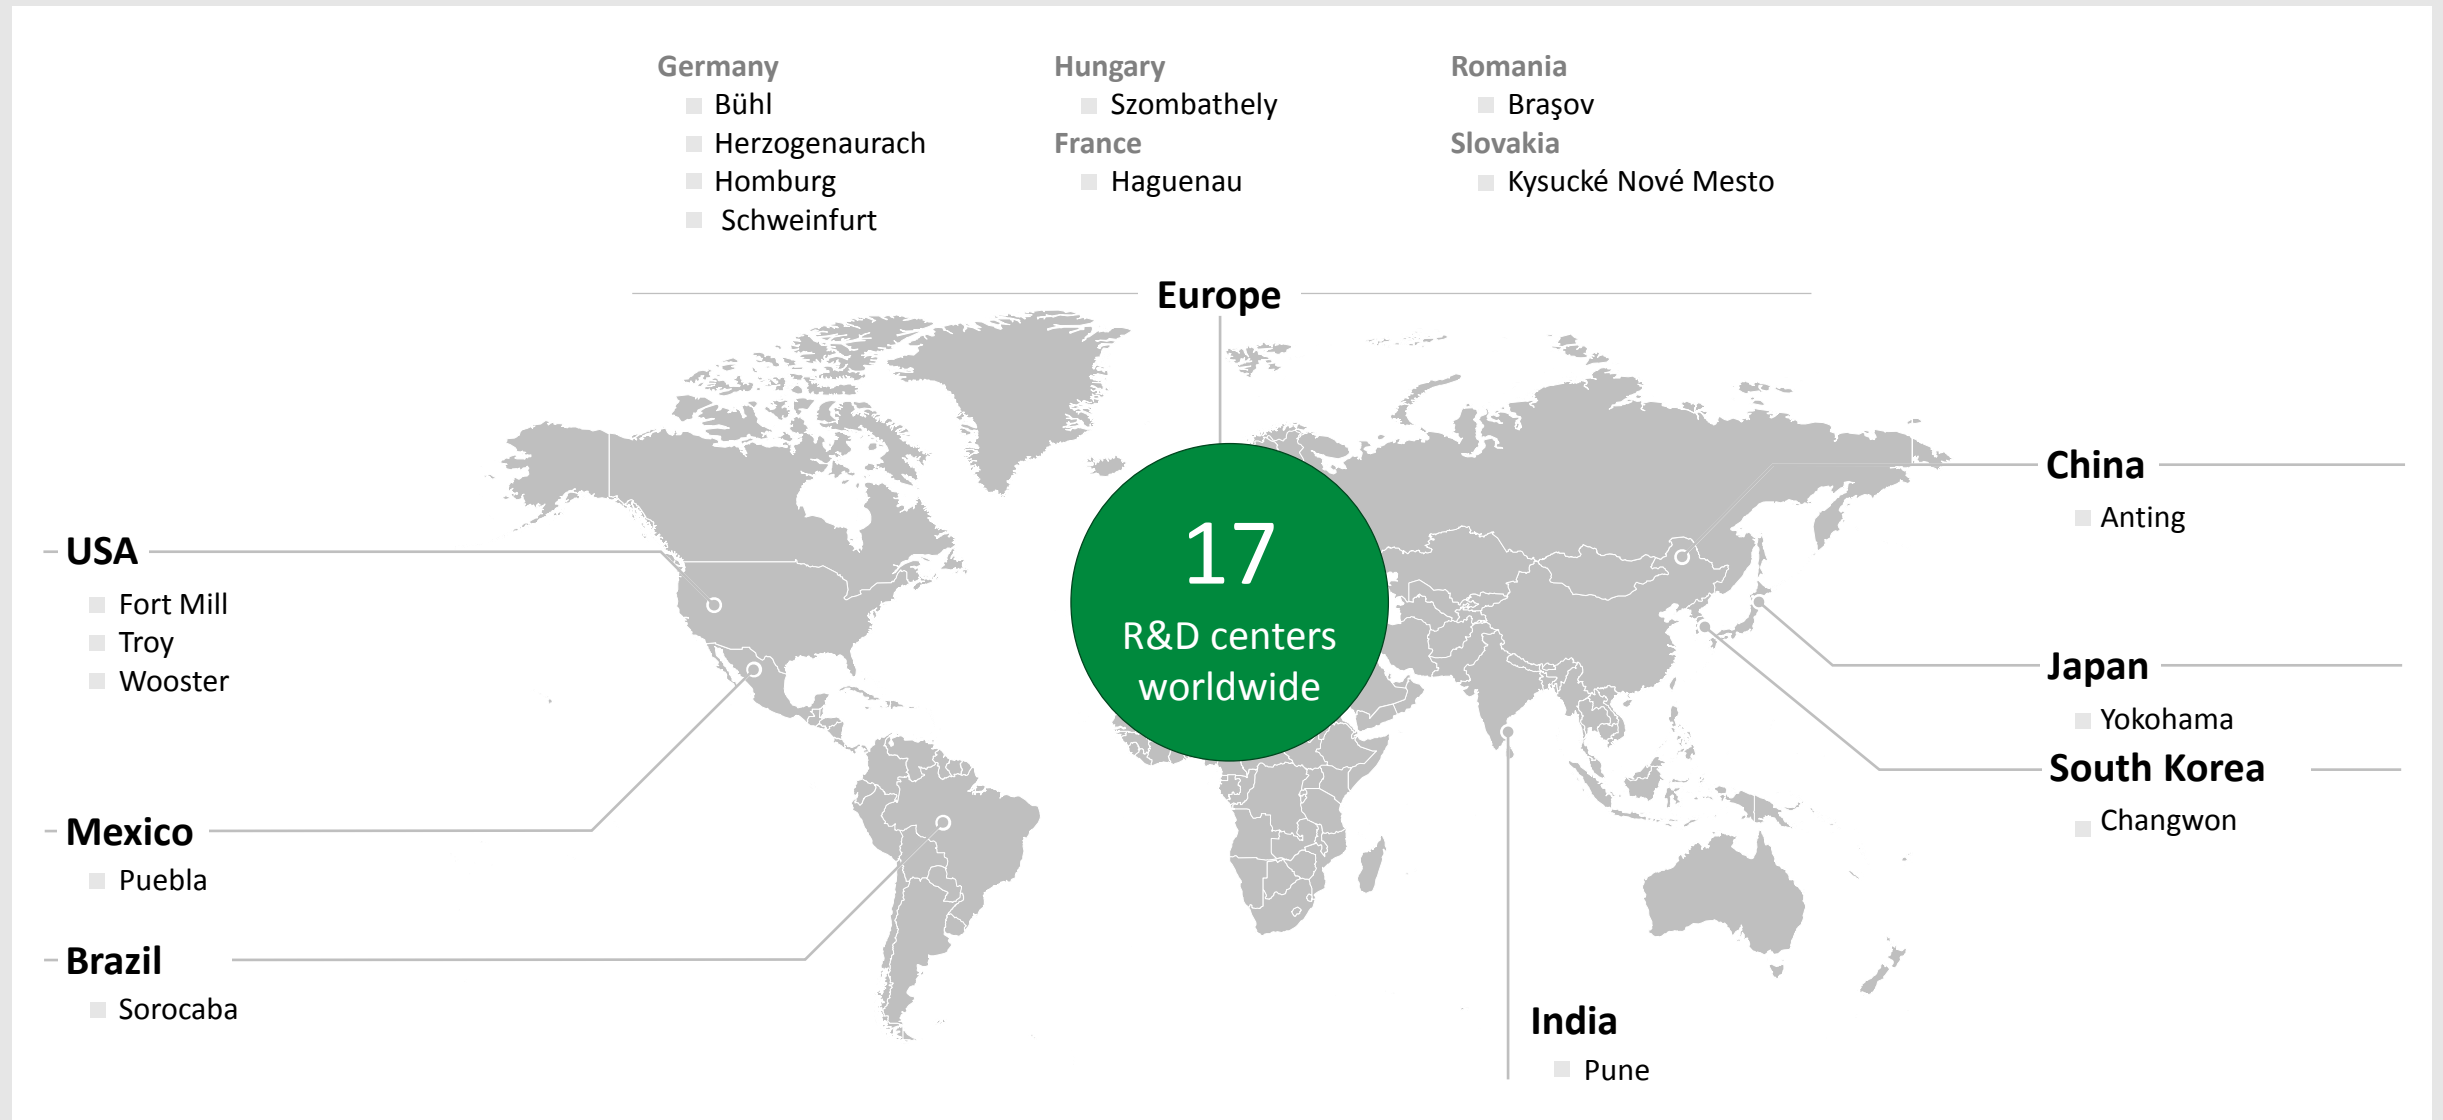 Germany
Bühl
Herzogenaurach
Homburg
Schweinfurt
Hungary
Szombathely
France
Haguenau
Romania
Braşov
Slovakia
Kysucké Nové Mesto
Europe
17
R&D centers
worldwide
USA
Fort Mill
Troy
Wooster
Mexico
Puebla
Brazil
Sorocaba
China
Anting
Japan
Yokohama
South Korea
Changwon
India
Pune